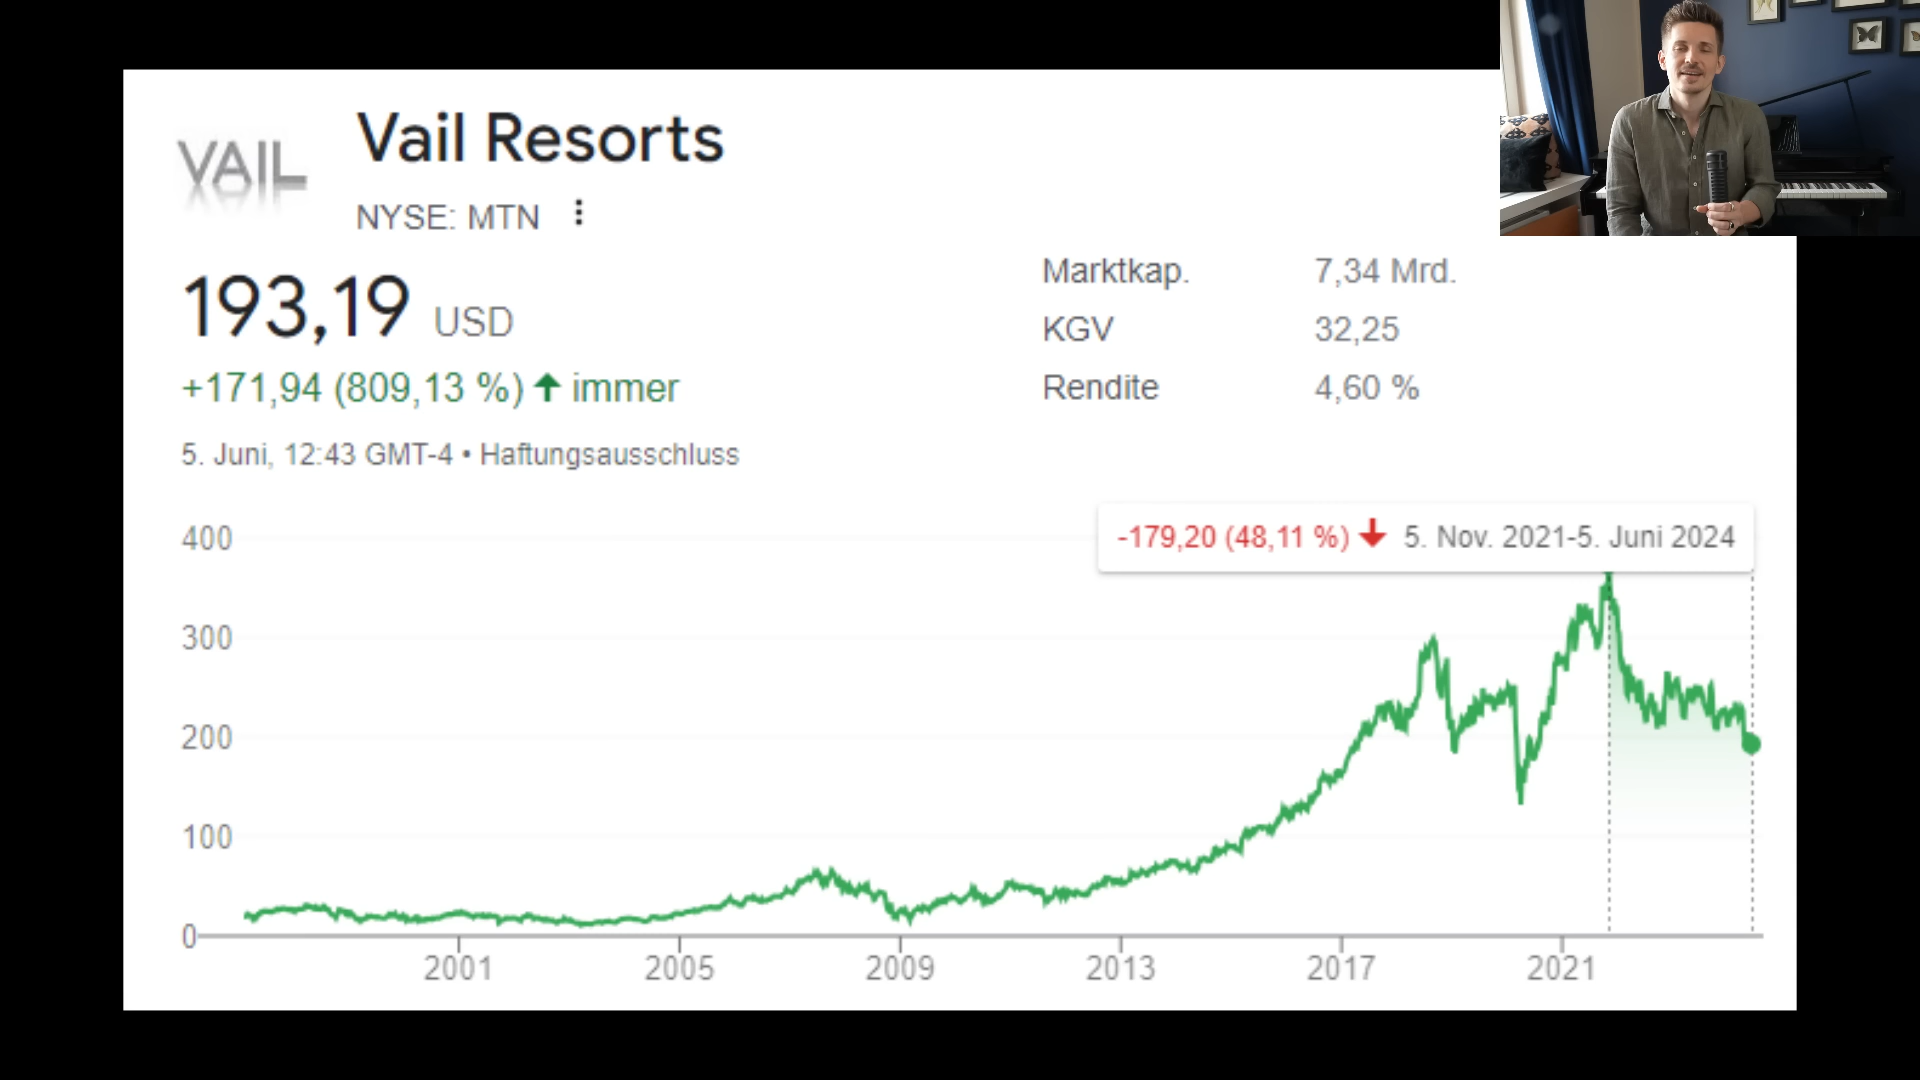 VAIL
Vail Resorts
NYSE: MTN
193,19 USD
+171,94 (809,13 %) immer
5. Juni, 12:43 GMT-4 • Haftungsausschluss
Marktkap. 7,34 Mrd.
KGV 32,25
Rendite 4,60 %
-179,20 (48,11 %) 5. Nov. 2021-5. Juni 2024
400
300
200
100
0
2001 2005 2009 2013 2017 2021